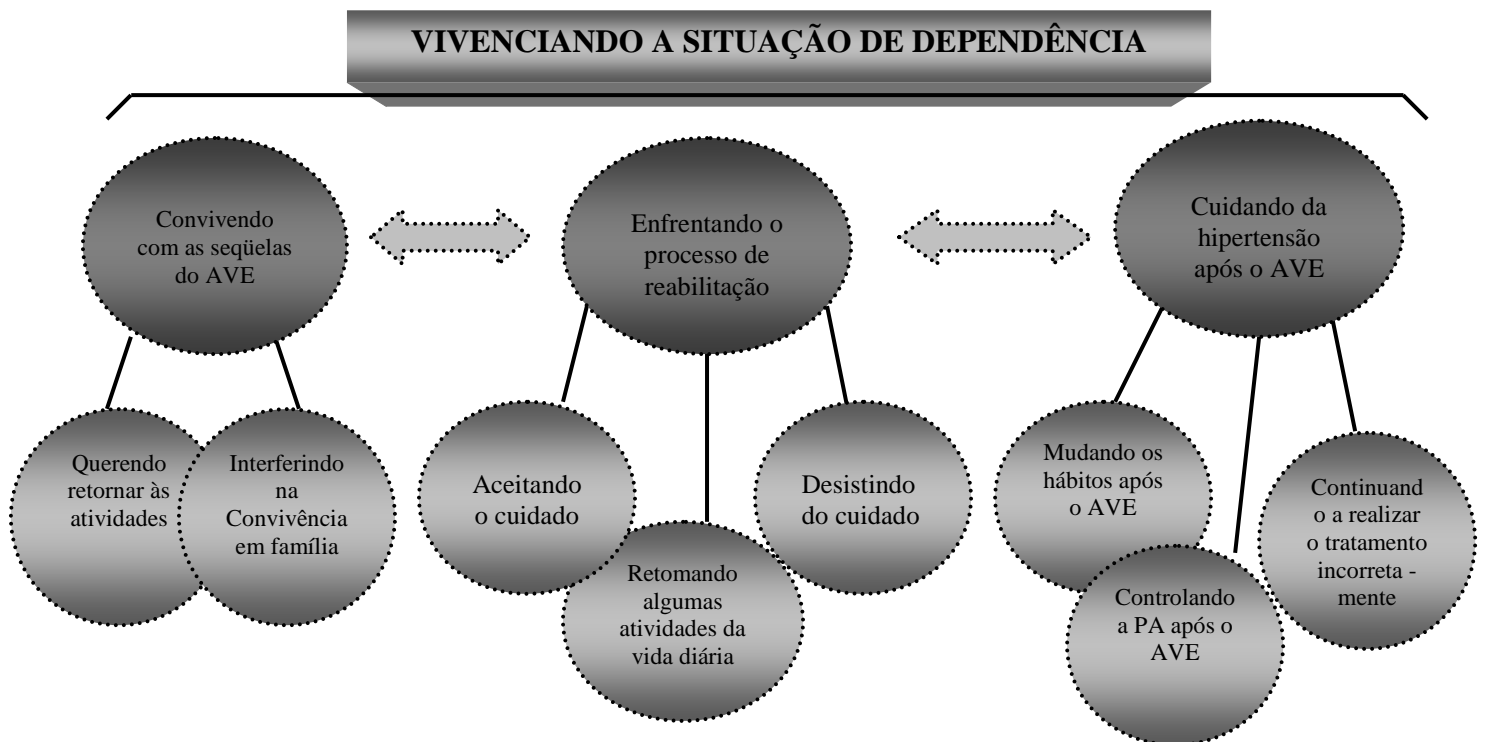 VIVENCIANDO A SITUAÇÃO DE DEPENDÊNCIA
Convivendo
com as seqüelas
do AVE
Enfrentando o
processo de
reabilitação
Cuidando da
hipertensão
após o AVE
Querendo
retornar às
atividades
Interferindo
na
Convivência
em família
Aceitando
o cuidado
Retomando
algumas
atividades da
vida diária
Desistindo
do cuidado
Mudando os
hábitos após
o AVE
Controlando
a PA após o
AVE
Continuand
o a realizar
o tratamento
incorreta -
mente